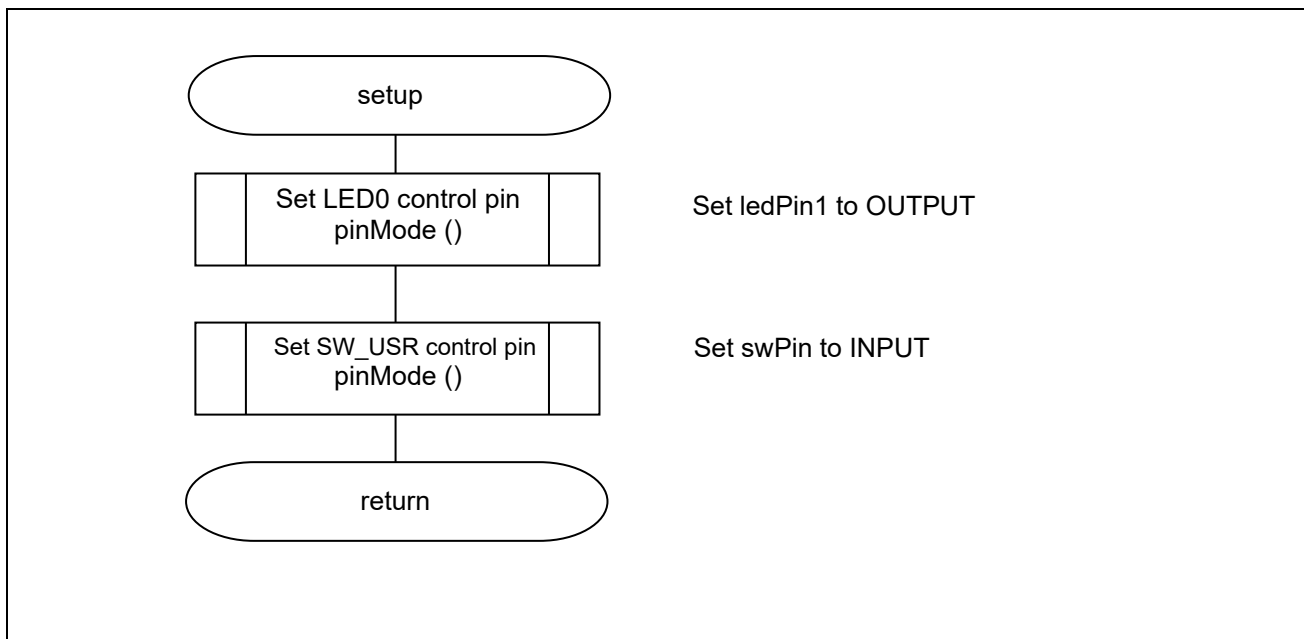 setup
Set LED0 control pin
pinMode ()
Set ledPin1 to OUTPUT
Set SW_USR control pin
pinMode ()
Set swPin to INPUT
return